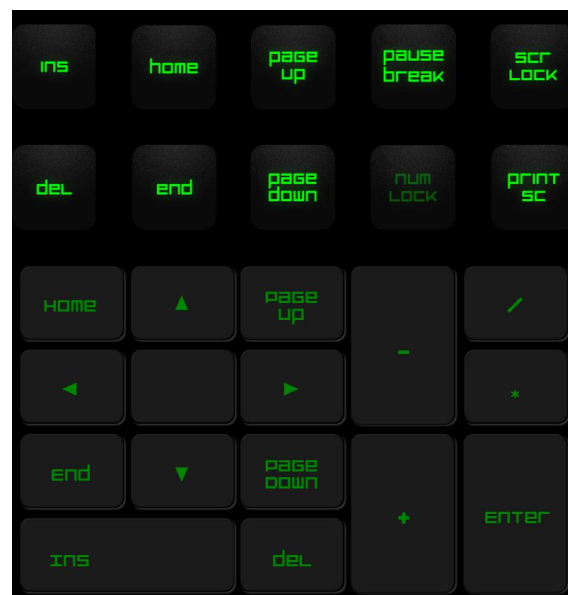 ins
home
page
up
pause
break
scr
lock
del
end
page
down
num
lock
print
sc
Home
▲
Page
up
-
/
◄
►
*
End
▼
Page
Down
+
Enter
Ins
del